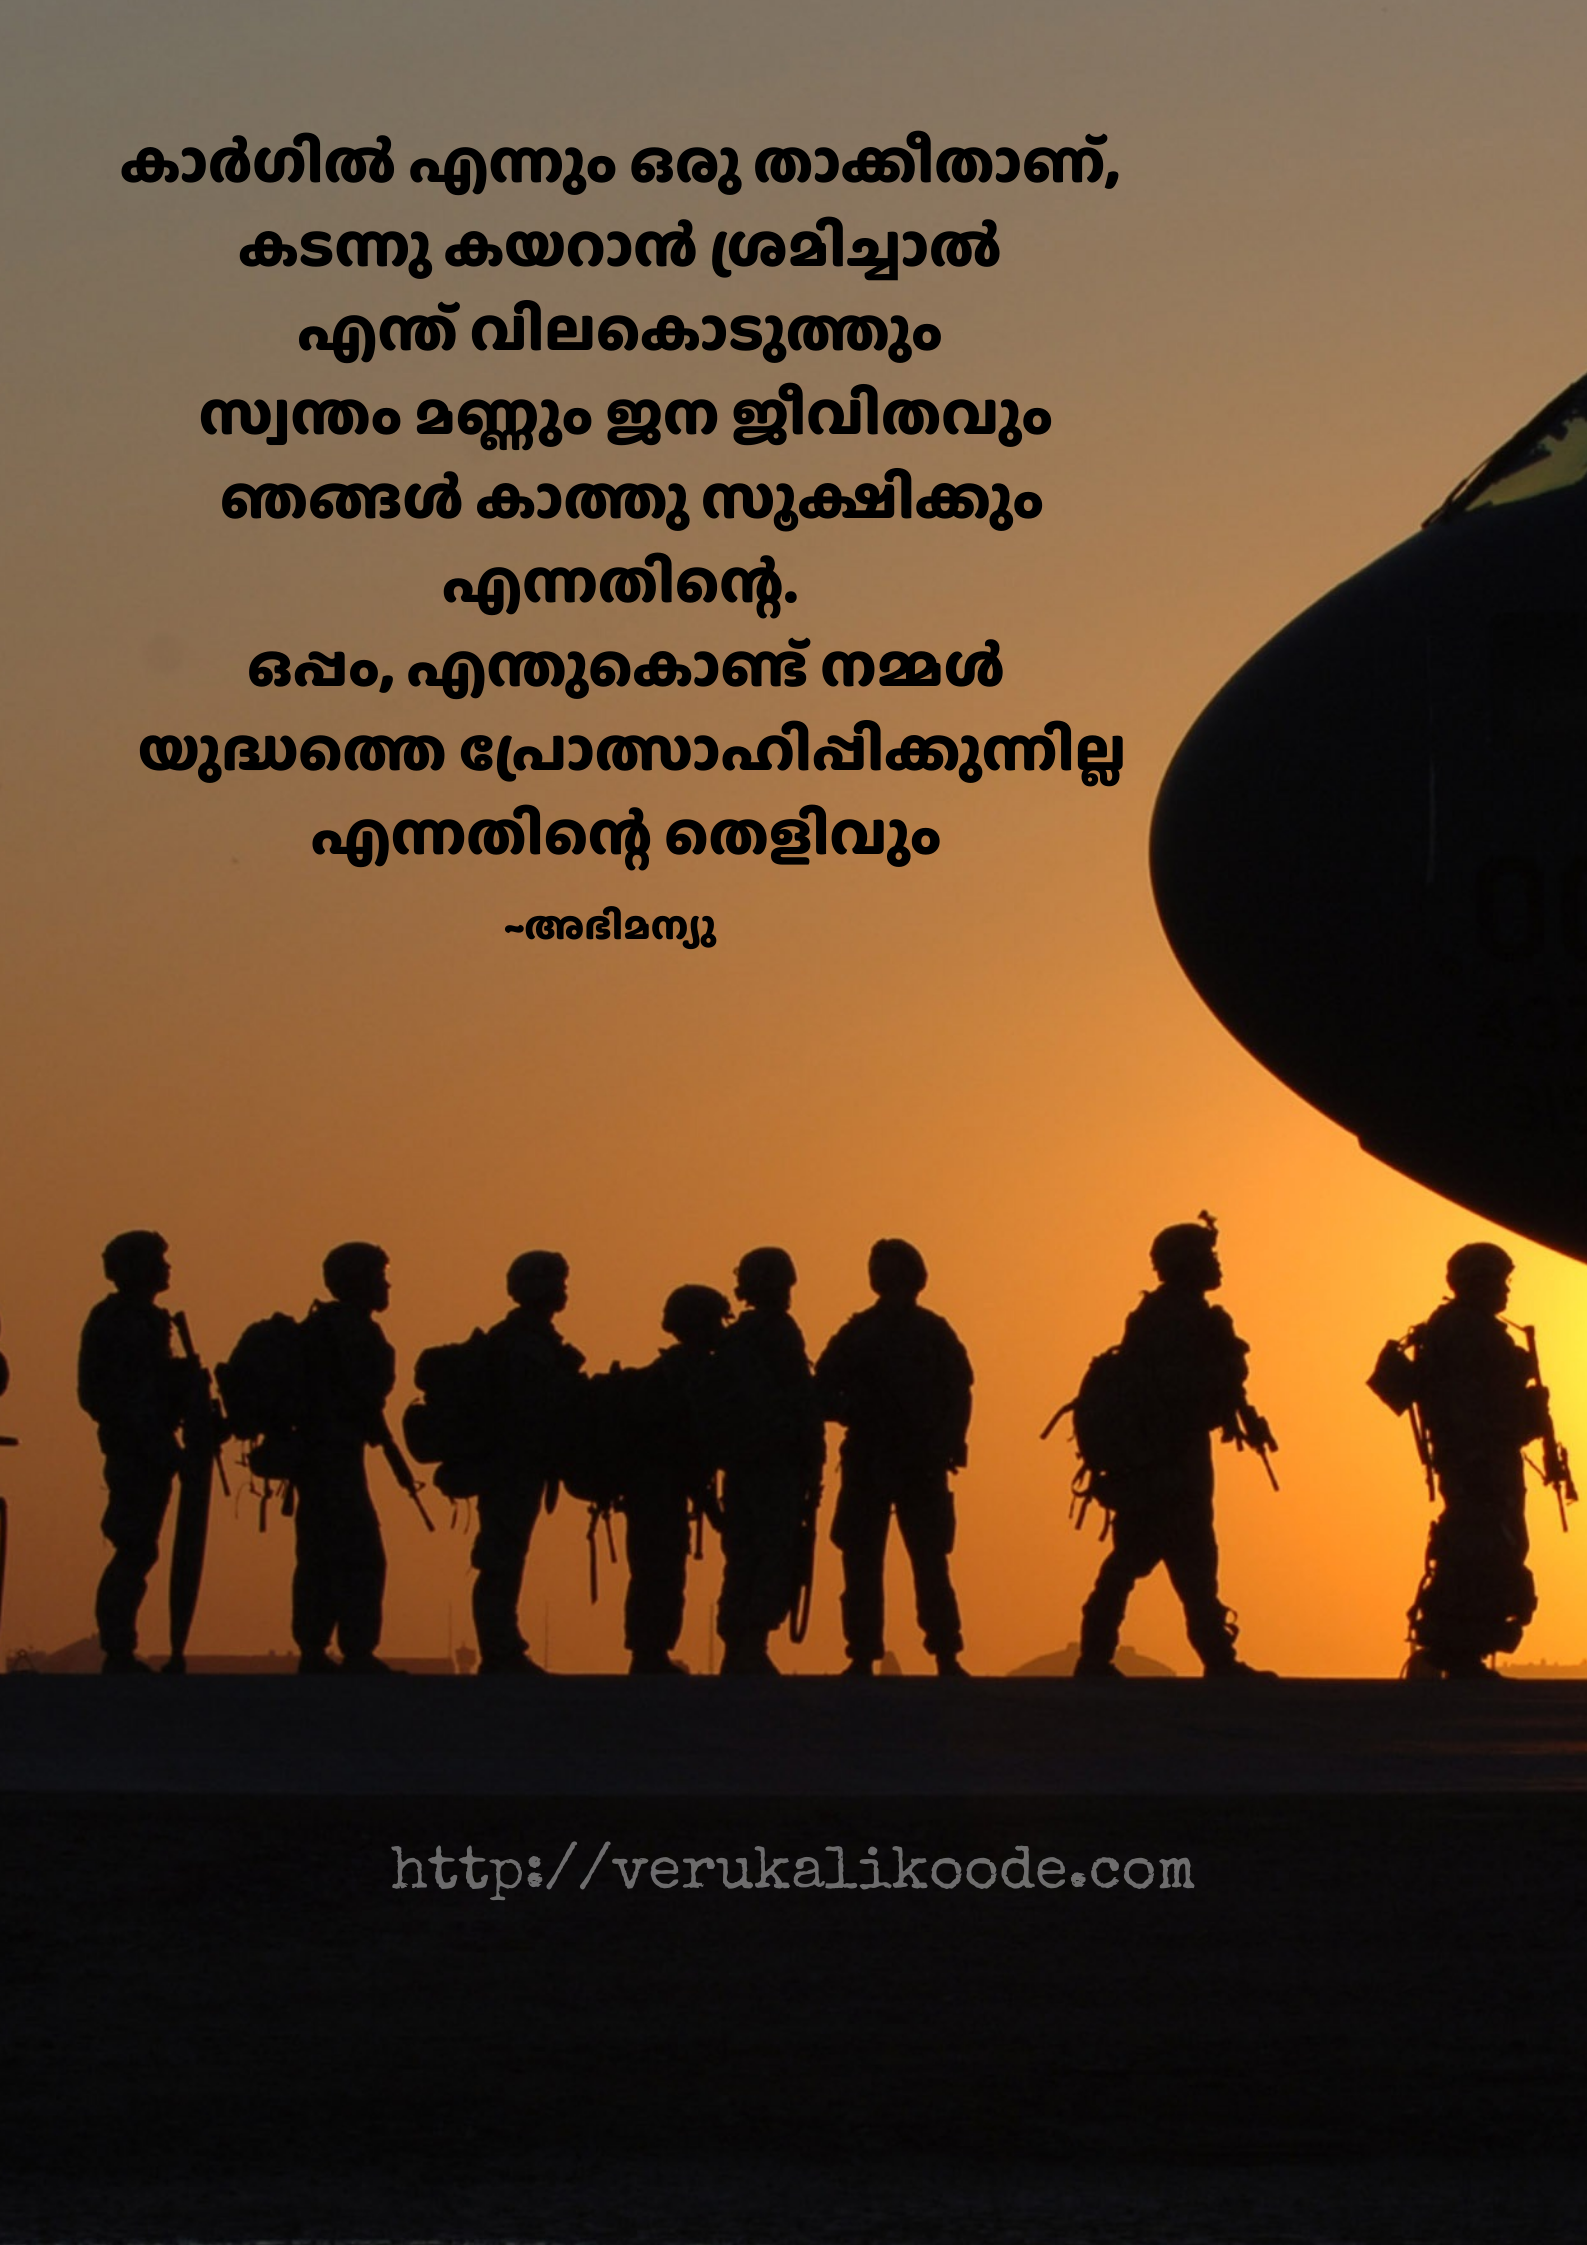 കാർഗിൽ എന്നും ഒരു താക്കീതാണ്,
കടന്നു കയറാൻ ശ്രമിച്ചാൽ
എന്ത് വിലകൊടുത്തും
സ്വന്തം മണ്ണും ജന ജീവിതവും
ഞങ്ങൾ കാത്തു സൂക്ഷിക്കും
എന്നതിന്റെ.
ഒപ്പം, എന്തുകൊണ്ട് നമ്മൾ
യുദ്ധത്തെ പ്രോത്സാഹിപ്പിക്കുന്നില്ല
എന്നതിന്റെ തെളിവും
~അഭിമന്യു
http://verukalikoode.com